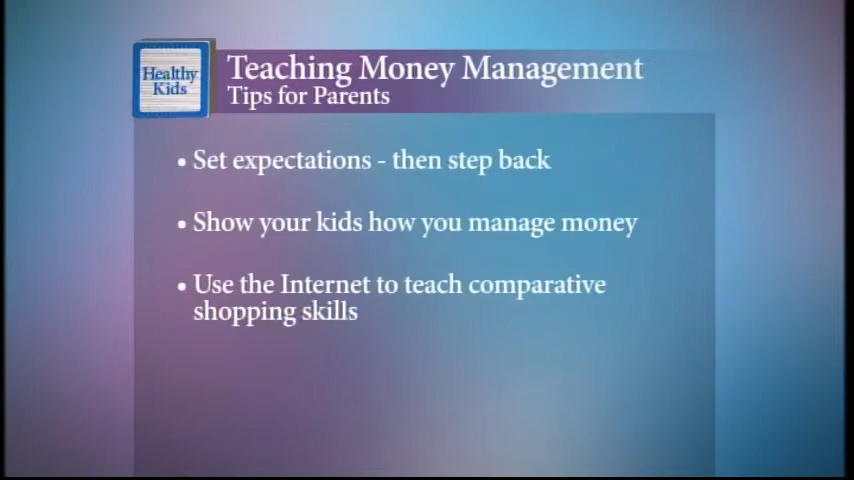 Healthy
Kids
Teaching Money Management
Tips for Parents
• Set expectations - then step back
• Show your kids how you manage money
• Use the Internet to teach comparative
shopping skills